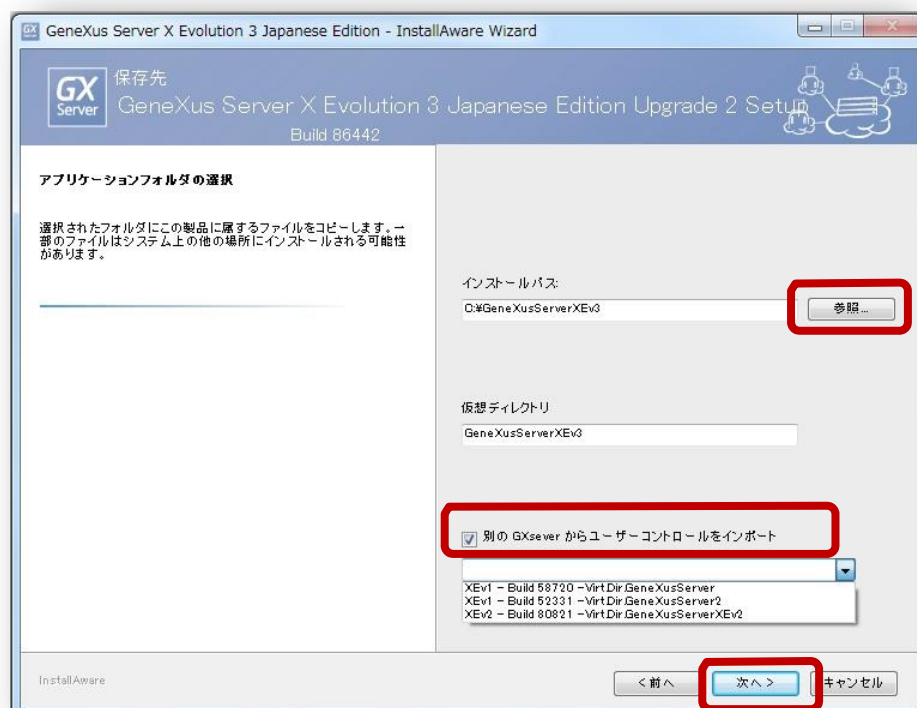 GeneXus Server X Evolution 3 Japanese Edition - InstallAware Wizard
GX
Server
保存先
GeneXus Server X Evolution 3 Japanese Edition Upgrade 2 Setup
Build 86442
アプリケーションフォルダの選択
選択されたフォルダにこの製品に属するファイルをコピーします。一
部のファイルはシステム上の他の場所にインストールされる可能性
があります。
インストールパス:
C:¥GeneXusServerXEv3
参照...
仮想ディレクトリ
GeneXusServerXEv3
別の GXsever からユーザーコントロールをインポート
XEv1 - Build 58720 -Virt.Dir.GeneXusServer
XEv1 - Build 52331 -Virt.Dir.GeneXusServer2
XEv2 - Build 80821 -Virt.Dir.GeneXusServerXEv2
InstallAware
<前へ
次へ>
キャンセル